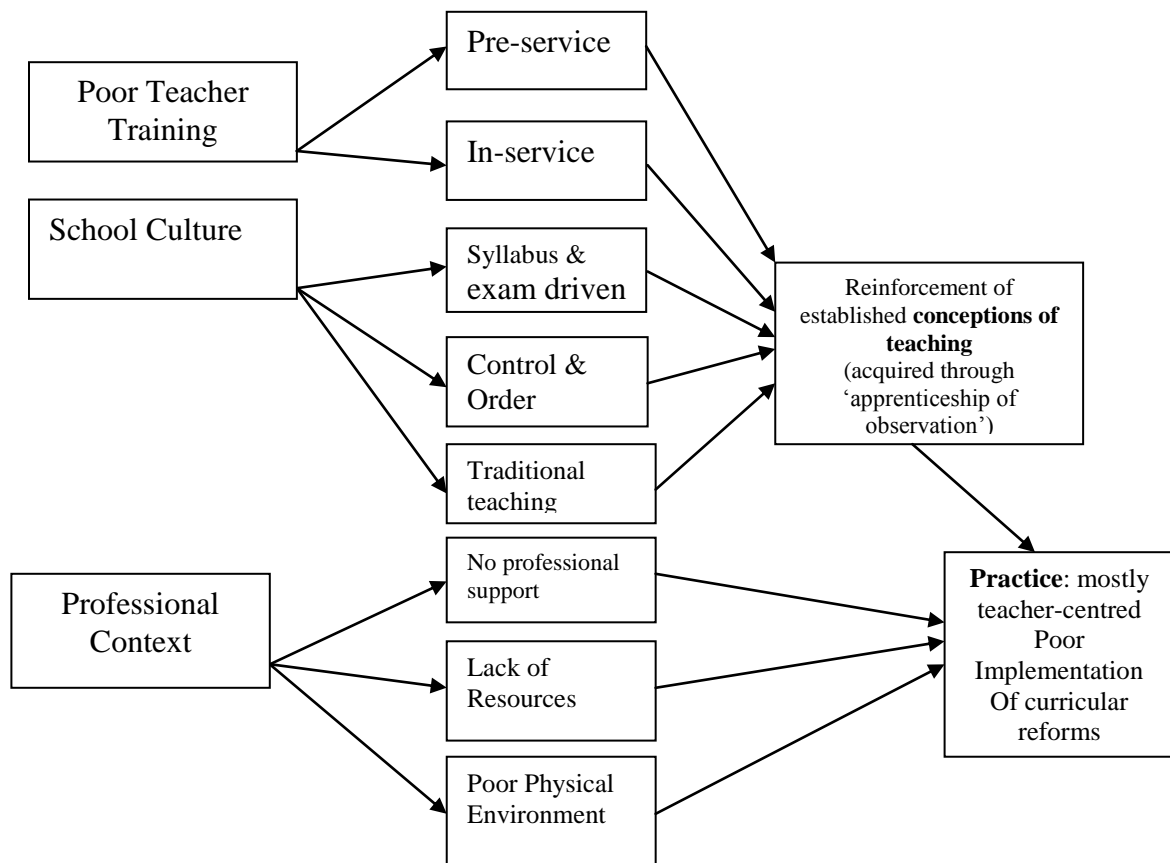 Poor Teacher
Training
School Culture
Professional
Context
Pre-service
In-service
Syllabus &
exam driven
Control &
Order
Traditional
teaching
No professional
support
Lack of
Resources
Poor Physical
Environment
Reinforcement of
established conceptions of
teaching
(acquired through
‘apprenticeship of
observation’)
Practice: mostly
teacher-centred
Poor
Implementation
Of curricular
reforms